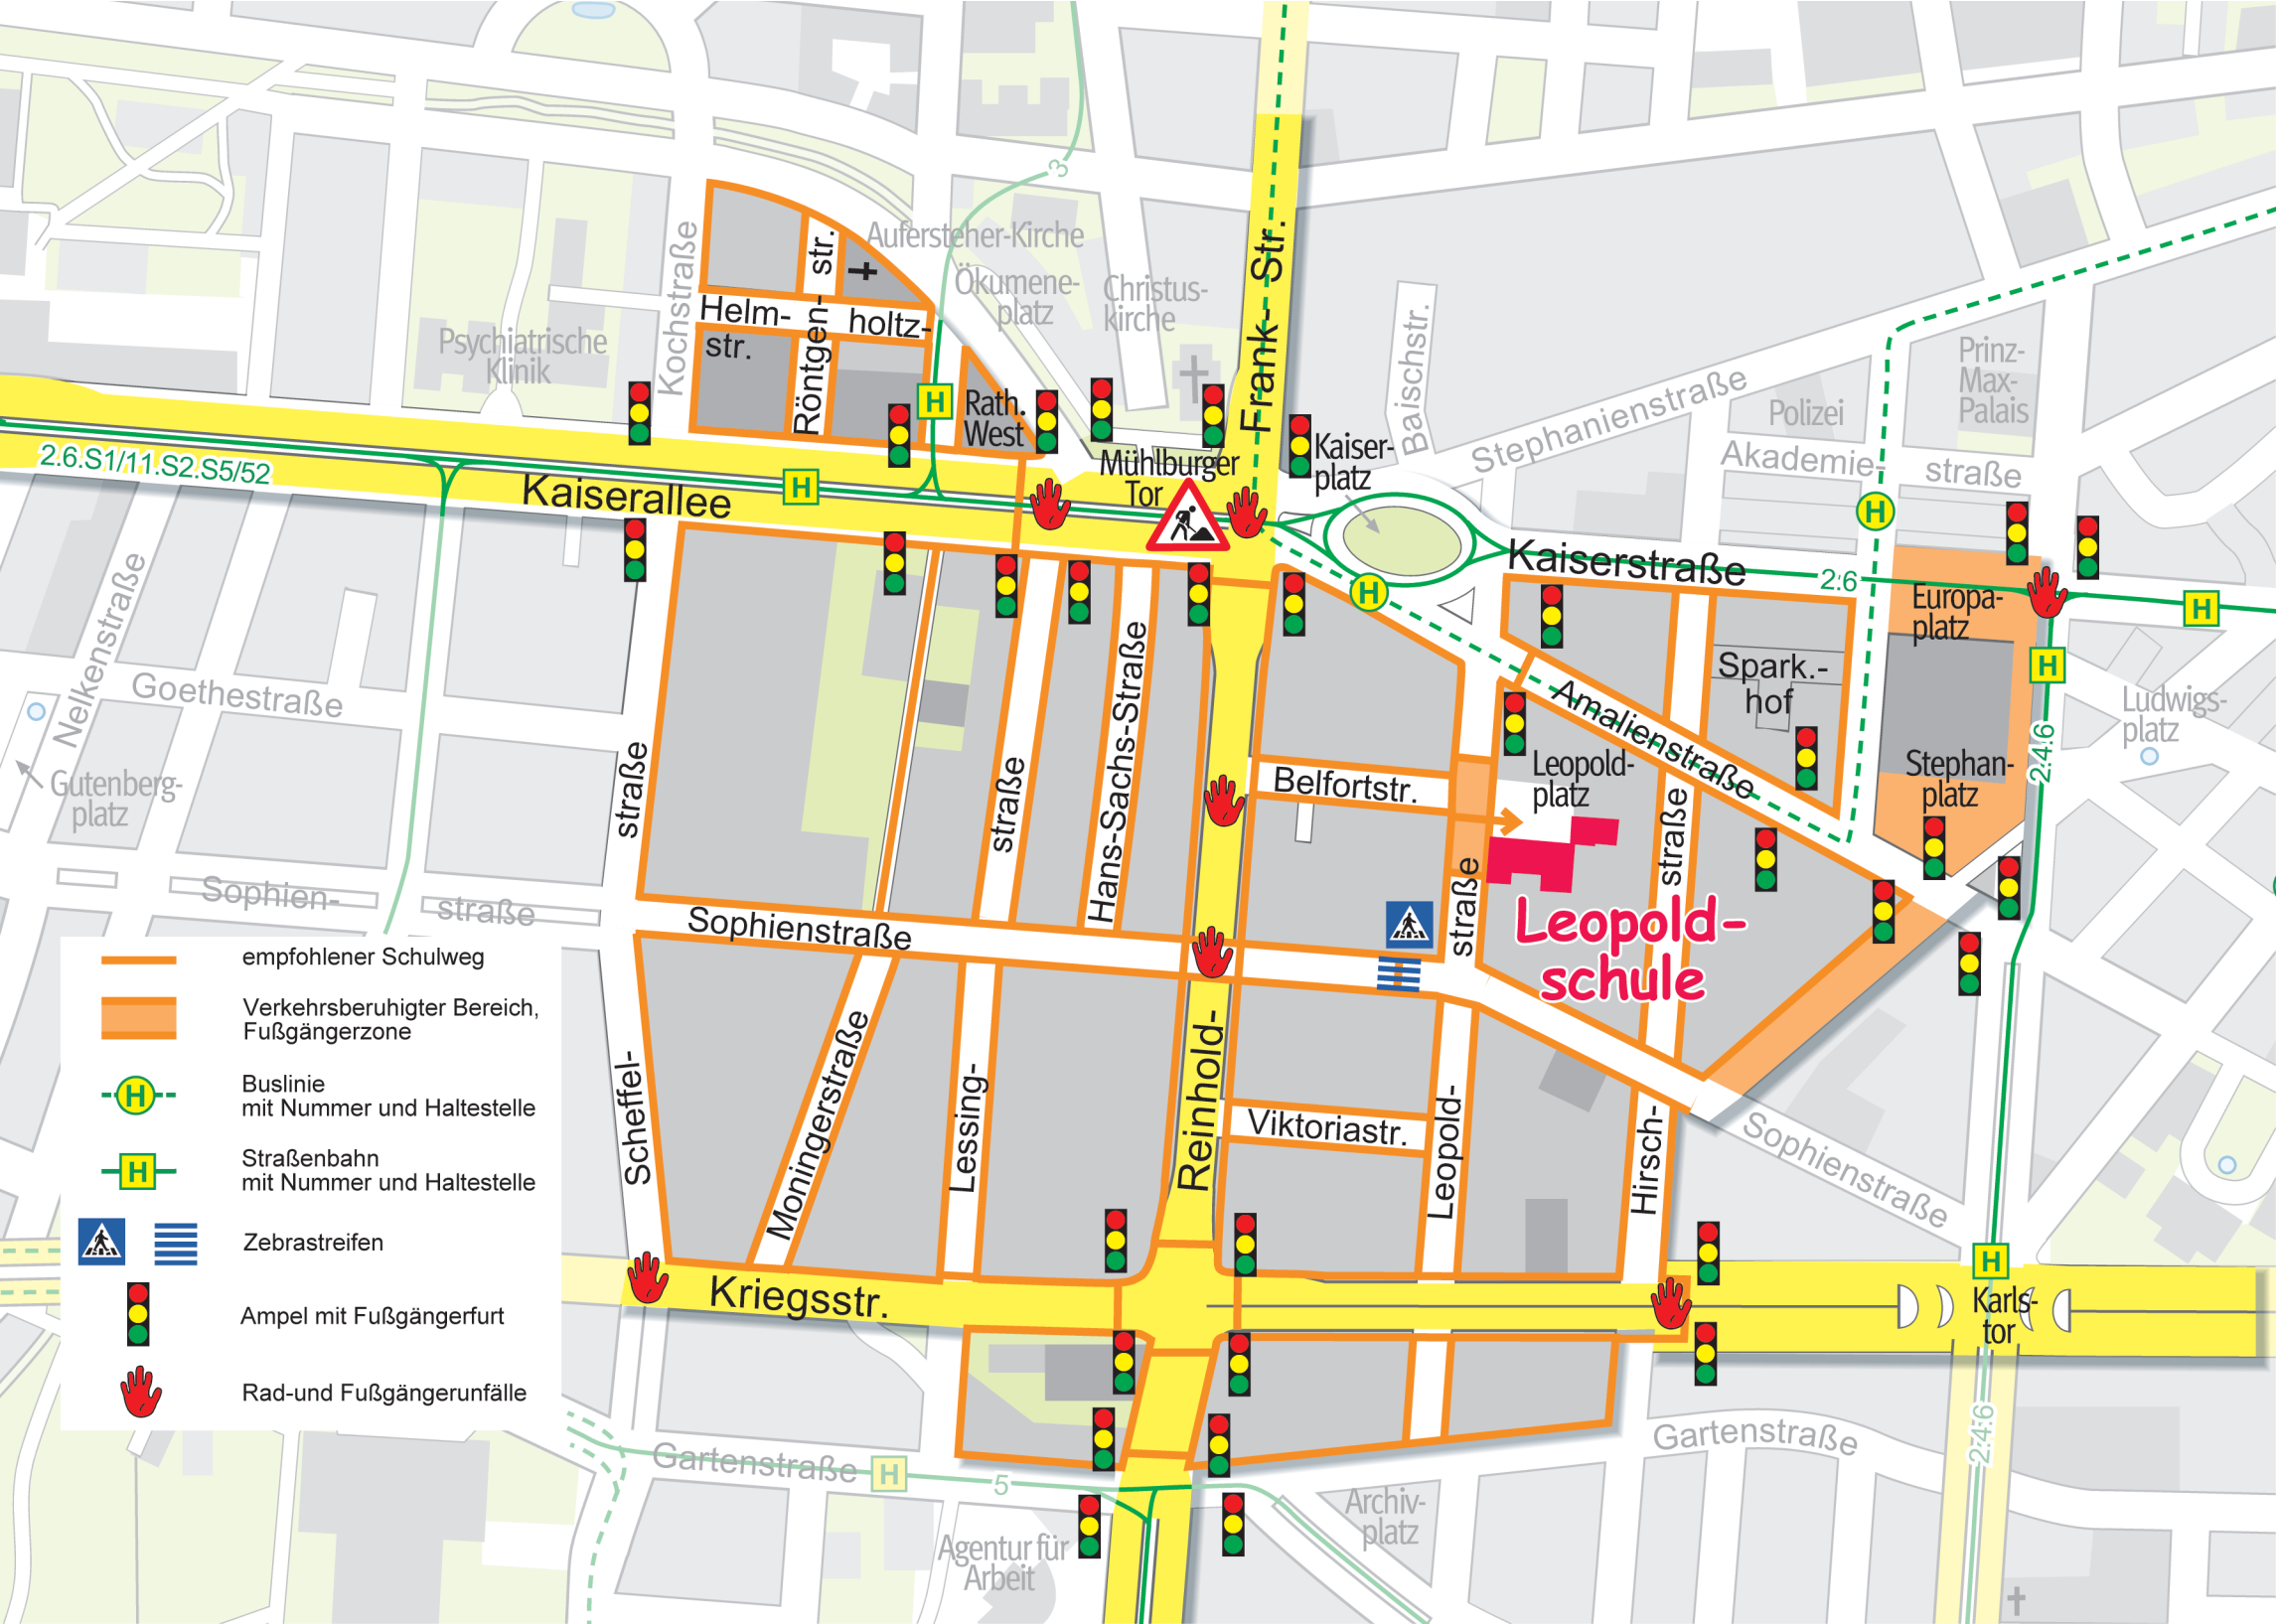 3
Aufersteher-Kirche
Ökumene-
platz
Christus-
kirche
Kochstraße
Röntgen-
str.
Helm-
holtz-
str.
Psychiatrische
Klinik
Frank-
Str.
Baischstr.
Stephanienstraße
Polizei
Prinz-
Max-
Palais
Akademie-
straße
H
Rath.
West
Mühlburger
Tor
Kaiser-
platz
2.6.S1/11.S2.S5/52
Kaiserallee
H
H
H
Kaiserstraße
2:6
Europa-
platz
H
H
Nelkenstraße
Goethestraße
Gutenberg-
platz
straße
straße
Hans-Sachs-Straße
Belfortstr.
Amalienstraße
Spark.-
hof
Leopold-
platz
Stephan-
platz
2:4:6
Ludwigs-
platz
straße
straße
Sophien-
straße
Sophienstraße
Leopold-
schule
empfohlener Schulweg
Verkehrsberuhigter Bereich,
Fußgängerzone
H
Buslinie
mit Nummer und Haltestelle
H
Straßenbahn
mit Nummer und Haltestelle
Zebrastreifen
Ampel mit Fußgängerfurt
Rad-und Fußgängerunfälle
Scheffel-
Moningerstraße
Lessing-
Reinhold-
Viktoriastr.
Leopold-
Hirsch-
Sophienstraße
H
Kriegsstr.
Karls-
tor
Gartenstraße
H
5
Gartenstraße
2:4:6
Archiv-
platz
Agentur für
Arbeit